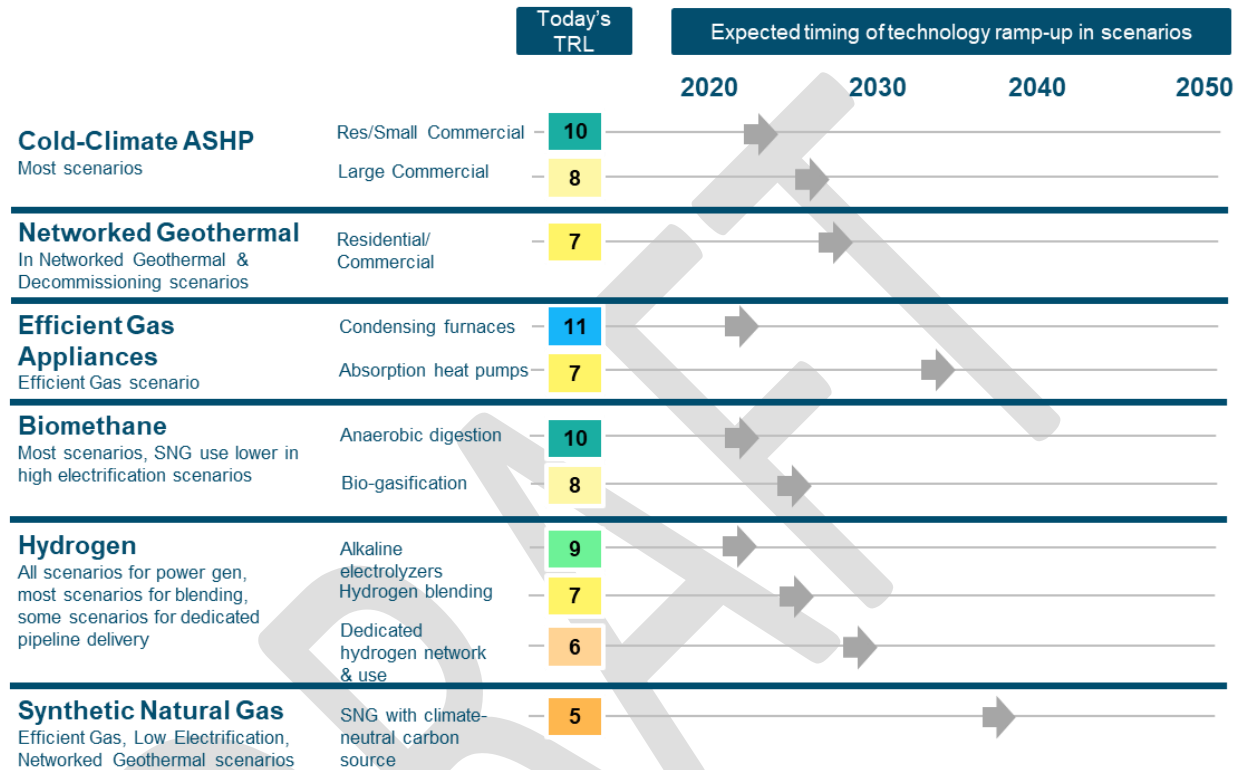 Today's
TRL
Expected timing of technology ramp-up in scenarios
2020 2030 2040 2050
Cold-Climate ASHP
Most scenarios
Res/Small Commercial
10
Large Commercial
8
Networked Geothermal
In Networked Geothermal &
Decommissioning scenarios
Residential/
Commercial
7
Efficient Gas
Appliances
Efficient Gas scenario
Condensing furnaces
11
Absorption heat pumps
7
Biomethane
Most scenarios, SNG use lower in
high electrification scenarios
Anaerobic digestion
10
Bio-gasification
8
Hydrogen
All scenarios for power gen,
most scenarios for blending,
some scenarios for dedicated
pipeline delivery
Alkaline
electrolyzers
9
Hydrogen blending
7
Dedicated
hydrogen network
& use
6
Synthetic Natural Gas
Efficient Gas, Low Electrification,
Networked Geothermal scenarios
SNG with climate-
neutral carbon
source
5
DRAFT